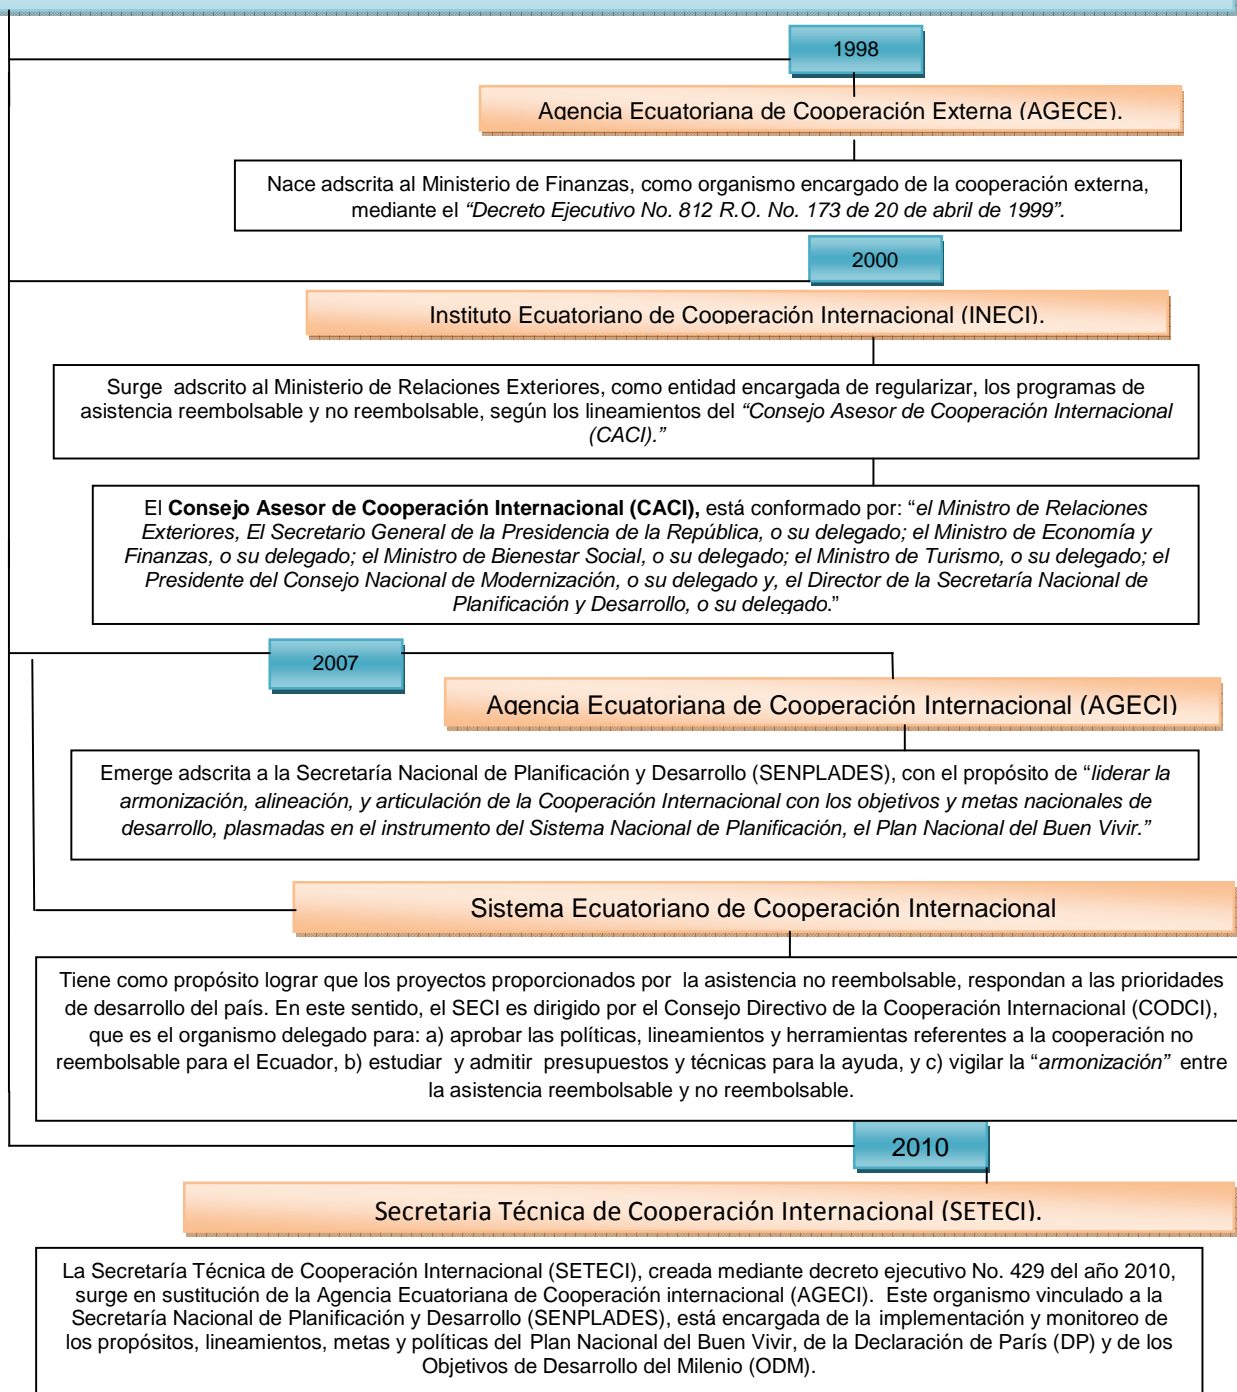 1998
Agencia Ecuatoriana de Cooperación Externa (AGECE).
Nace adscrita al Ministerio de Finanzas, como organismo encargado de la cooperación externa,
mediante el “Decreto Ejecutivo No. 812 R.O. No. 173 de 20 de abril de 1999”.
2000
Instituto Ecuatoriano de Cooperación Internacional (INECI).
Surge adscrito al Ministerio de Relaciones Exteriores, como entidad encargada de regularizar, los programas de
asistencia reembolsable y no reembolsable, según los lineamientos del “Consejo Asesor de Cooperación Internacional
(CACI).”
El Consejo Asesor de Cooperación Internacional (CACI), está conformado por: “el Ministro de Relaciones
Exteriores, El Secretario General de la Presidencia de la República, o su delegado; el Ministro de Economía y
Finanzas, o su delegado; el Ministro de Bienestar Social, o su delegado; el Ministro de Turismo, o su delegado; el
Presidente del Consejo Nacional de Modernización, o su delegado y, el Director de la Secretaría Nacional de
Planificación y Desarrollo, o su delegado.”
2007
Agencia Ecuatoriana de Cooperación Internacional (AGECI)
Emerge adscrita a la Secretaría Nacional de Planificación y Desarrollo (SENPLADES), con el propósito de “liderar la
armonización, alineación, y articulación de la Cooperación Internacional con los objetivos y metas nacionales de
desarrollo, plasmadas en el instrumento del Sistema Nacional de Planificación, el Plan Nacional del Buen Vivir.”
Sistema Ecuatoriano de Cooperación Internacional
Tiene como propósito lograr que los proyectos proporcionados por la asistencia no reembolsable, respondan a las prioridades
de desarrollo del país. En este sentido, el SECI es dirigido por el Consejo Directivo de la Cooperación Internacional (CODCI),
que es el organismo delegado para: a) aprobar las políticas, lineamientos y herramientas referentes a la cooperación no
reembolsable para el Ecuador, b) estudiar y admitir presupuestos y técnicas para la ayuda, y c) vigilar la “armonización” entre
la asistencia reembolsable y no reembolsable.
2010
Secretaria Técnica de Cooperación Internacional (SETECI).
La Secretaría Técnica de Cooperación Internacional (SETECI), creada mediante decreto ejecutivo No. 429 del año 2010,
surge en sustitución de la Agencia Ecuatoriana de Cooperación internacional (AGECI). Este organismo vinculado a la
Secretaría Nacional de Planificación y Desarrollo (SENPLADES), está encargada de la implementación y monitoreo de
los propósitos, lineamientos, metas y políticas del Plan Nacional del Buen Vivir, de la Declaración de París (DP) y de los
Objetivos de Desarrollo del Milenio (ODM).